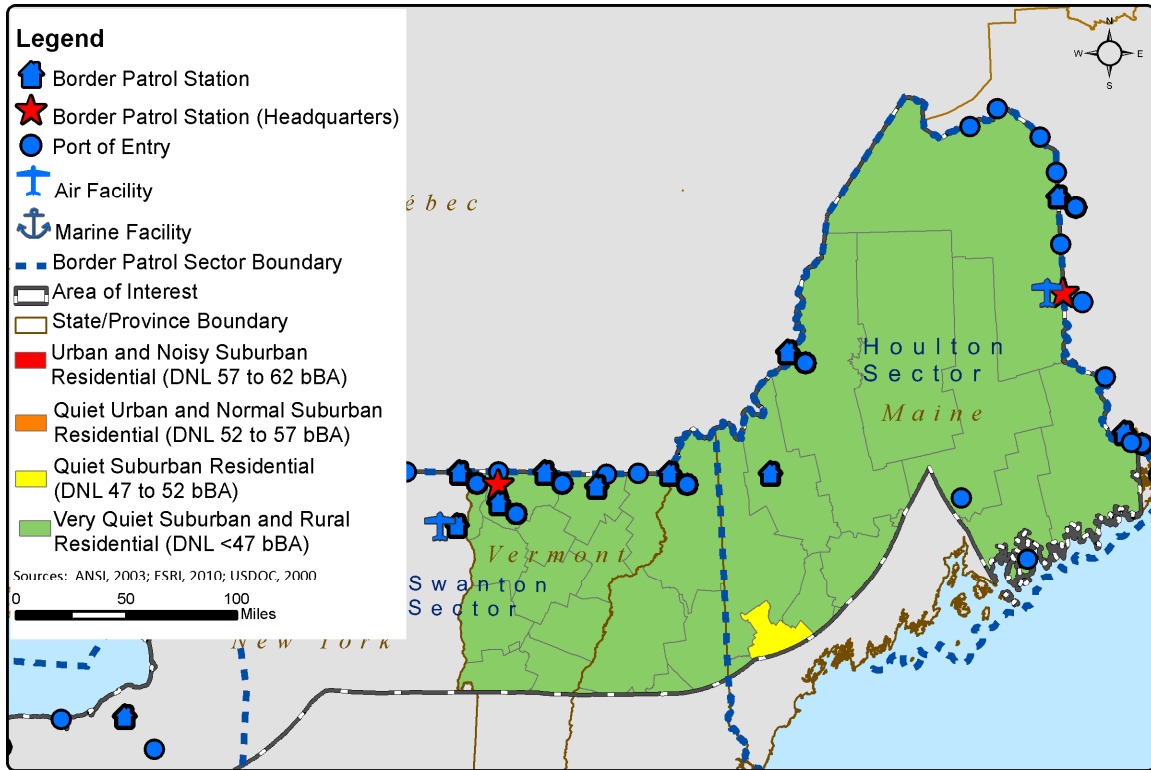 Legend
Border Patrol Station
Border Patrol Station (Headquarters)
Port of Entry
Air Facility
Marine Facility
Border Patrol Sector Boundary
Area of Interest
State/Province Boundary
Urban and Noisy Suburban
Residential (DNL 57 to 62 bBA)
Quiet Urban and Normal Suburban
Residential (DNL 52 to 57 bBA)
Quiet Suburban Residential
(DNL 47 to 52 bBA)
Very Quiet Suburban and Rural
Residential (DNL <47 bBA)
Sources: ANSI, 2003; ESRI, 2010; USDOC, 2000
0 50 100
Miles
N
W E
S
ébec
Houlton
Sector
Maine
Vermont
Swanton
Sector
New York